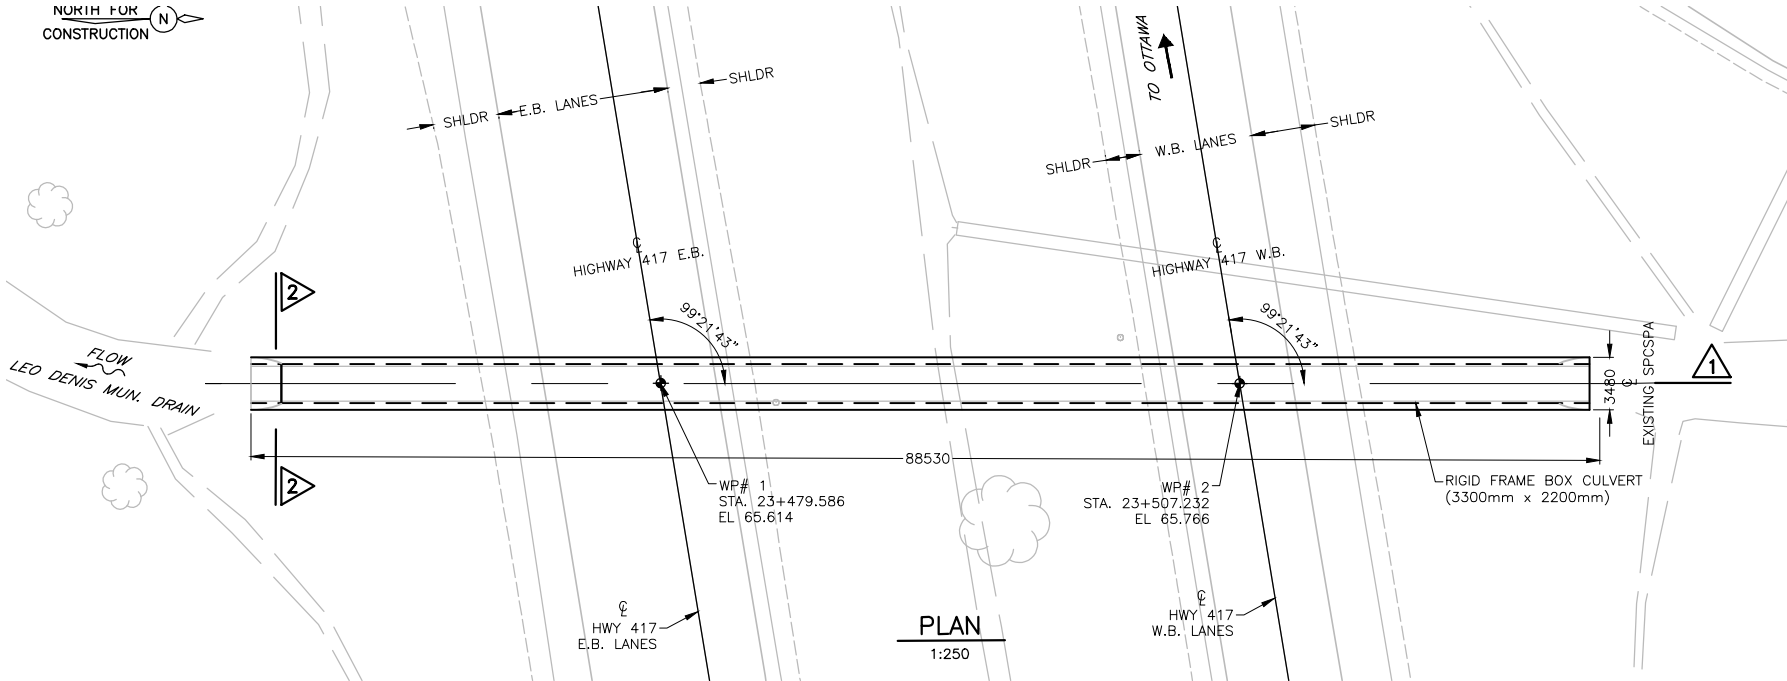 NORTH FOR
CONSTRUCTION
N
SHLDR
E.B. LANES
SHLDR
TO OTTAWA
SHLDR
W.B. LANES
SHLDR
℄
HIGHWAY 417 E.B.
℄
HIGHWAY 417 W.B.
99°21'43"
99°21'43"
2
FLOW
LEO DENIS MUN. DRAIN
1
3480
℄
EXISTING SPCSPA
88530
2
WP# 1
STA. 23+479.586
EL 65.614
WP# 2
STA. 23+507.232
EL 65.766
RIGID FRAME BOX CULVERT
(3300mm x 2200mm)
℄
HWY 417
E.B. LANES
℄
HWY 417
W.B. LANES
PLAN
1:250